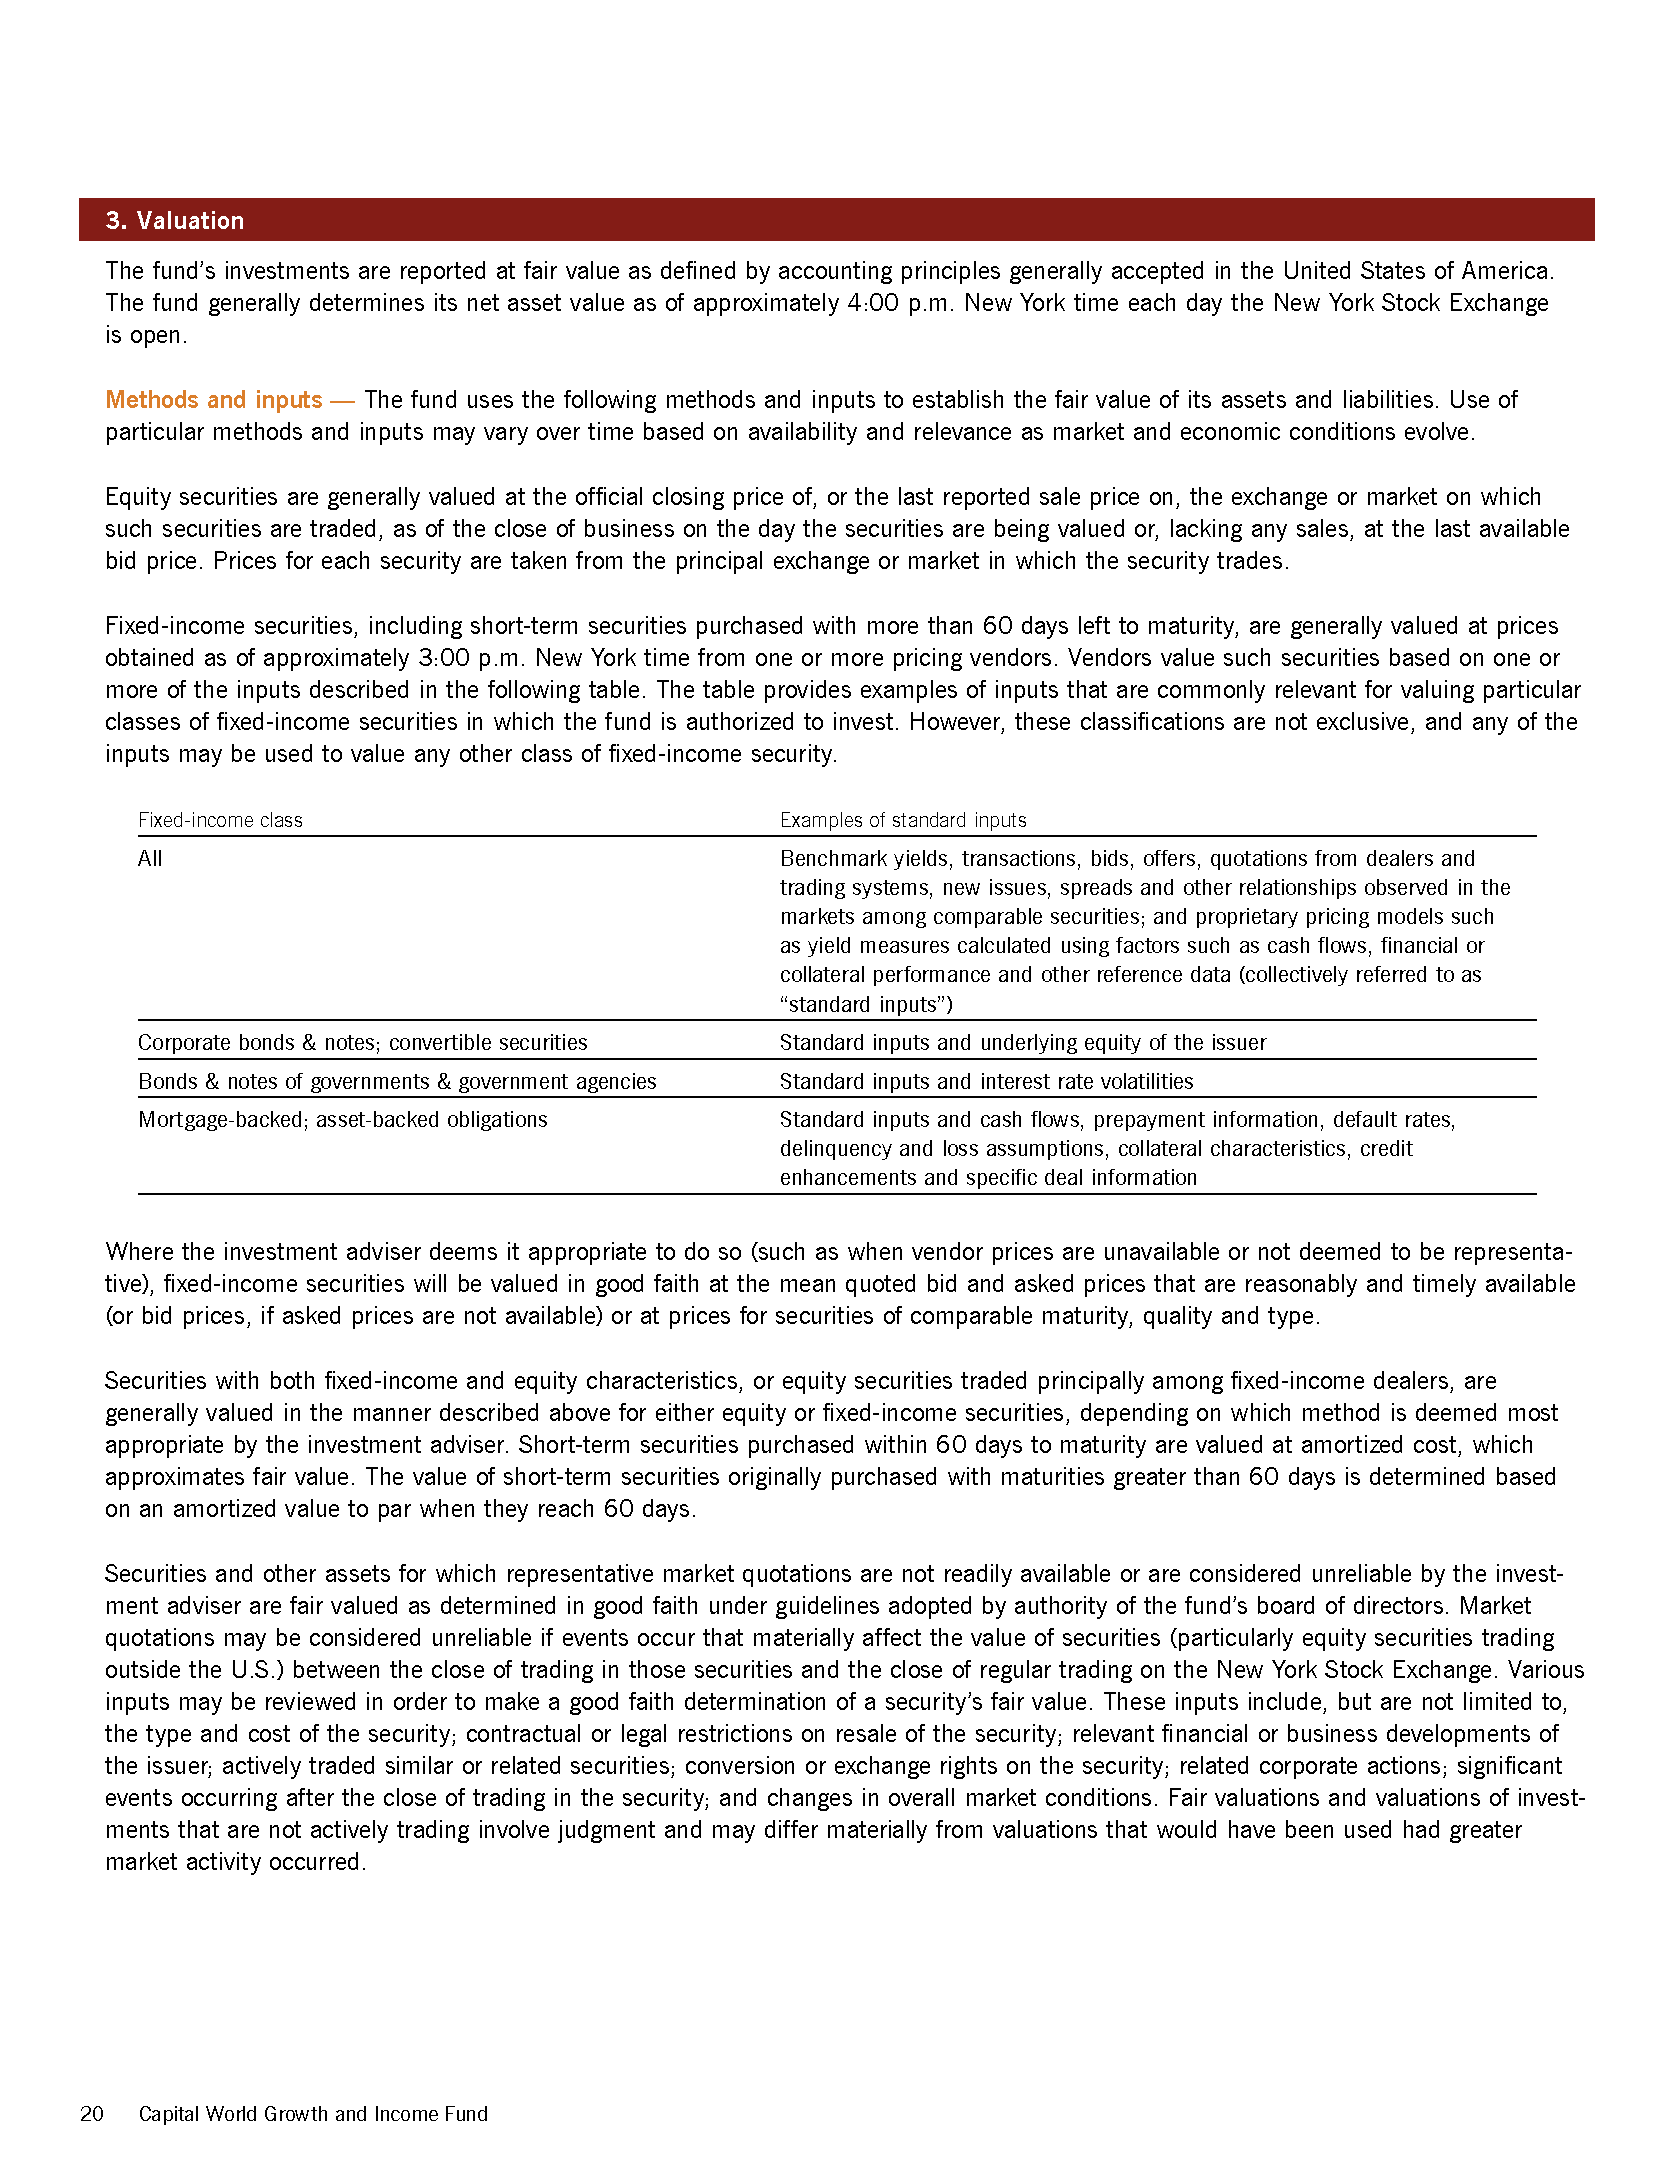 3. Valuation
The fund’s investments are reported at fair value as defined by accounting principles generally accepted in the United States of America.
The fund generally determines its net asset value as of approximately 4:00 p.m. New York time each day the New York Stock Exchange
is open.
Methods and inputs — The fund uses the following methods and inputs to establish the fair value of its assets and liabilities. Use of
particular methods and inputs may vary over time based on availability and relevance as market and economic conditions evolve.
Equity securities are generally valued at the official closing price of, or the last reported sale price on, the exchange or market on which
such securities are traded, as of the close of business on the day the securities are being valued or, lacking any sales, at the last available
bid price. Prices for each security are taken from the principal exchange or market in which the security trades.
Fixed-income securities, including short-term securities purchased with more than 60 days left to maturity, are generally valued at prices
obtained as of approximately 3:00 p.m. New York time from one or more pricing vendors. Vendors value such securities based on one or
more of the inputs described in the following table. The table provides examples of inputs that are commonly relevant for valuing particular
classes of fixed-income securities in which the fund is authorized to invest. However, these classifications are not exclusive, and any of the
inputs may be used to value any other class of fixed-income security.
Fixed-income class Examples of standard inputs
All Benchmark yields, transactions, bids, offers, quotations from dealers and
trading systems, new issues, spreads and other relationships observed in the
markets among comparable securities; and proprietary pricing models such
as yield measures calculated using factors such as cash flows, financial or
collateral performance and other reference data (collectively referred to as
“standard inputs”)
Corporate bonds & notes; convertible securities Standard inputs and underlying equity of the issuer
Bonds & notes of governments & government agencies Standard inputs and interest rate volatilities
Mortgage-backed; asset-backed obligations Standard inputs and cash flows, prepayment information, default rates,
delinquency and loss assumptions, collateral characteristics, credit
enhancements and specific deal information
Where the investment adviser deems it appropriate to do so (such as when vendor prices are unavailable or not deemed to be representa-
tive), fixed-income securities will be valued in good faith at the mean quoted bid and asked prices that are reasonably and timely available
(or bid prices, if asked prices are not available) or at prices for securities of comparable maturity, quality and type.
Securities with both fixed-income and equity characteristics, or equity securities traded principally among fixed-income dealers, are
generally valued in the manner described above for either equity or fixed-income securities, depending on which method is deemed most
appropriate by the investment adviser. Short-term securities purchased within 60 days to maturity are valued at amortized cost, which
approximates fair value. The value of short-term securities originally purchased with maturities greater than 60 days is determined based
on an amortized value to par when they reach 60 days.
Securities and other assets for which representative market quotations are not readily available or are considered unreliable by the invest-
ment adviser are fair valued as determined in good faith under guidelines adopted by authority of the fund’s board of directors. Market
quotations may be considered unreliable if events occur that materially affect the value of securities (particularly equity securities trading
outside the U.S.) between the close of trading in those securities and the close of regular trading on the New York Stock Exchange. Various
inputs may be reviewed in order to make a good faith determination of a security’s fair value. These inputs include, but are not limited to,
the type and cost of the security; contractual or legal restrictions on resale of the security; relevant financial or business developments of
the issuer; actively traded similar or related securities; conversion or exchange rights on the security; related corporate actions; significant
events occurring after the close of trading in the security; and changes in overall market conditions. Fair valuations and valuations of invest-
ments that are not actively trading involve judgment and may differ materially from valuations that would have been used had greater
market activity occurred.
20 Capital World Growth and Income Fund